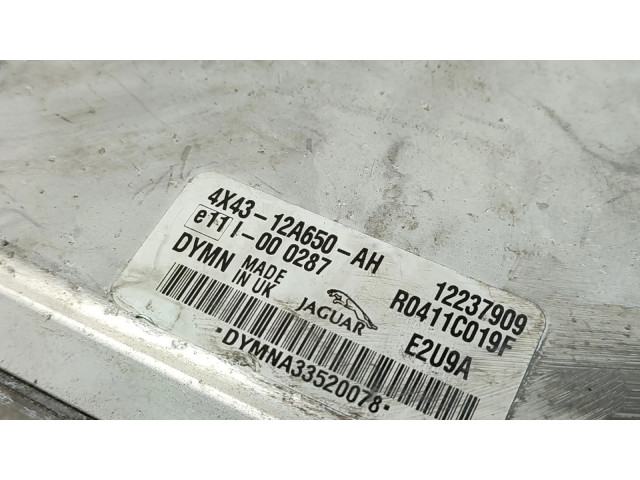 4X43-12A650-AH
e11 I-00 0287
DYMN MADE IN UK JAGUAR
12237909
R0411C019F
E2U9A
*DYMNA33520078*